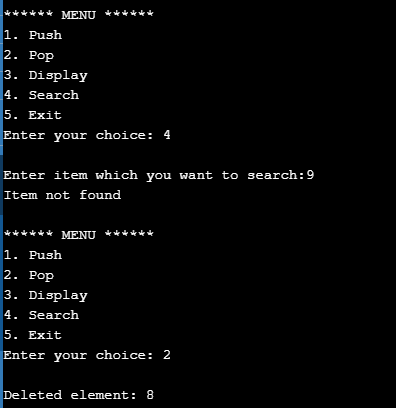 ****** MENU ******
1. Push
2. Pop
3. Display
4. Search
5. Exit
Enter your choice: 4
Enter item which you want to search:9
Item not found
****** MENU ******
1. Push
2. Pop
3. Display
4. Search
5. Exit
Enter your choice: 2
Deleted element: 8